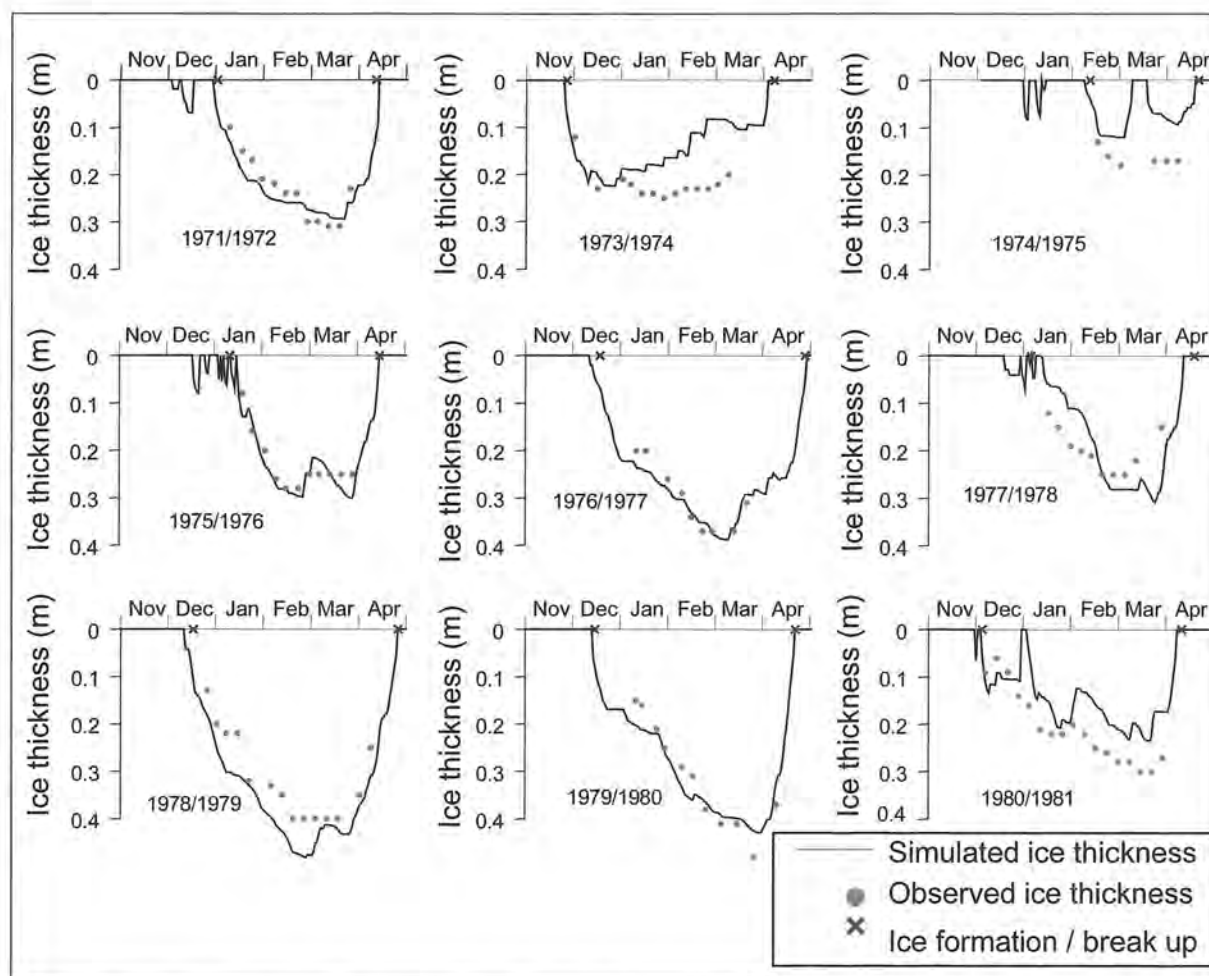 Nov Dec Jan Feb Mar Apr
Ice thickness (m)
0
0.1
0.2
0.3
0.4
1971/1972
Nov Dec Jan Feb Mar Apr
Ice thickness (m)
0
0.1
0.2
0.3
0.4
1973/1974
Nov Dec Jan Feb Mar Apr
Ice thickness (m)
0
0.1
0.2
0.3
0.4
1974/1975
Nov Dec Jan Feb Mar Apr
Ice thickness (m)
0
0.1
0.2
0.3
0.4
1975/1976
Nov Dec Jan Feb Mar Apr
Ice thickness (m)
0
0.1
0.2
0.3
0.4
1976/1977
Nov Dec Jan Feb Mar Apr
Ice thickness (m)
0
0.1
0.2
0.3
0.4
1977/1978
Nov Dec Jan Feb Mar Apr
Ice thickness (m)
0
0.1
0.2
0.3
0.4
1978/1979
Nov Dec Jan Feb Mar Apr
Ice thickness (m)
0
0.1
0.2
0.3
0.4
1979/1980
Nov Dec Jan Feb Mar Apr
Ice thickness (m)
0
0.1
0.2
0.3
0.4
1980/1981
Simulated ice thickness
Observed ice thickness
Ice formation / break up